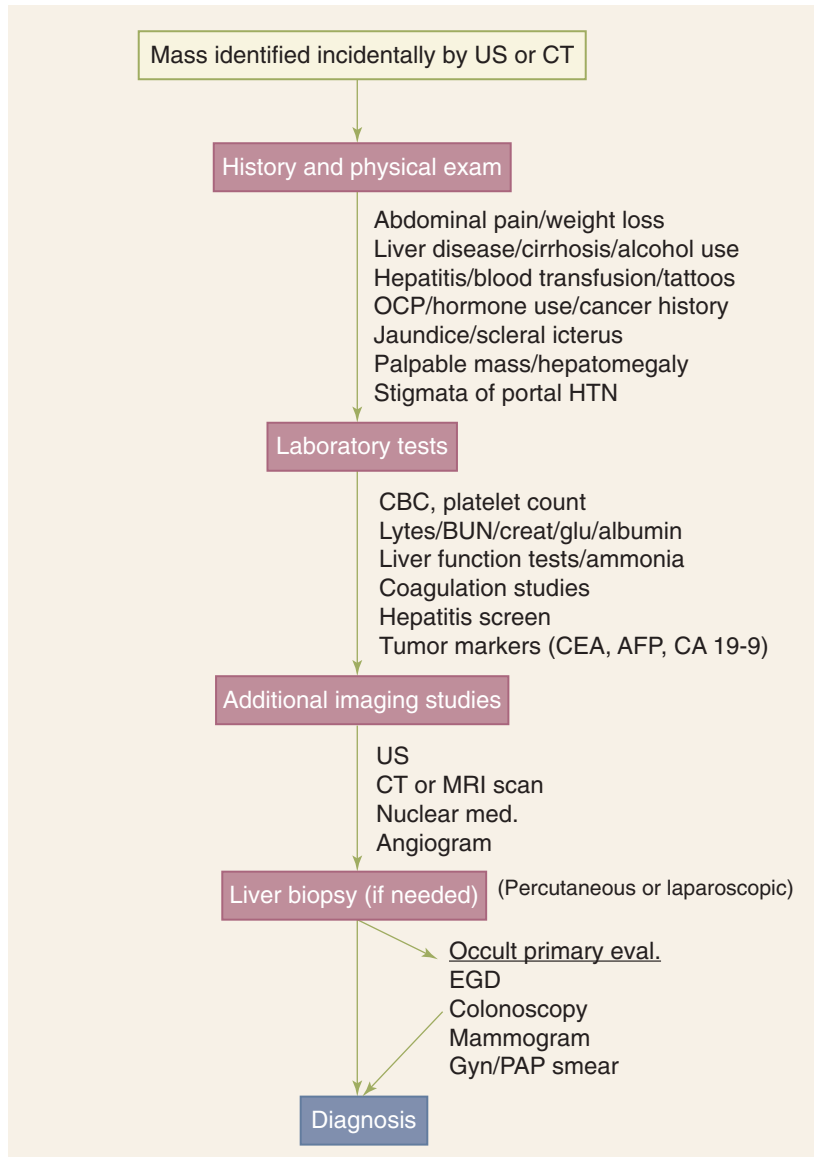 Mass identified incidentally by US or CT
History and physical exam
Abdominal pain/weight loss
Liver disease/cirrhosis/alcohol use
Hepatitis/blood transfusion/tattoos
OCP/hormone use/cancer history
Jaundice/scleral icterus
Palpable mass/hepatomegaly
Stigmata of portal HTN
Laboratory tests
CBC, platelet count
Lytes/BUN/creat/glu/albumin
Liver function tests/ammonia
Coagulation studies
Hepatitis screen
Tumor markers (CEA, AFP, CA 19-9)
Additional imaging studies
US
CT or MRI scan
Nuclear med.
Angiogram
Liver biopsy (if needed) (Percutaneous or laparoscopic)
Occult primary eval.
EGD
Colonoscopy
Mammogram
Gyn/PAP smear
Diagnosis